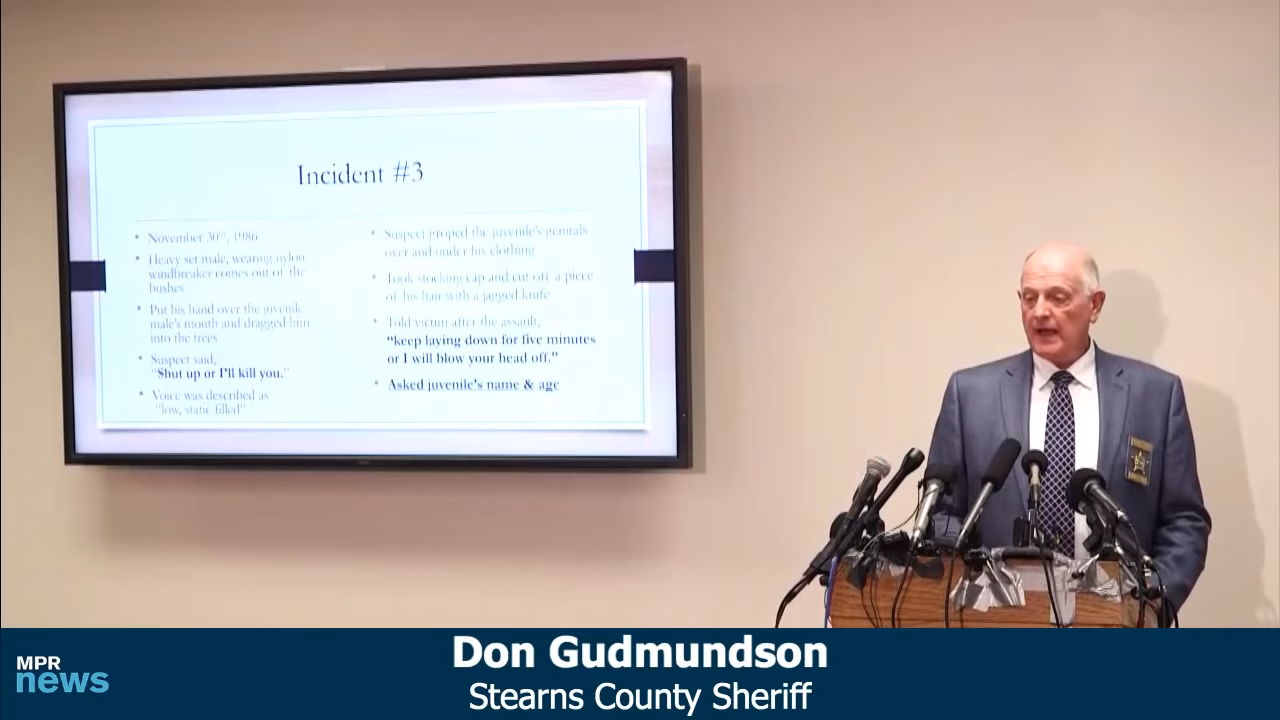 Incident #3
• November 30th, 1986
• Heavy set male, wearing nylon
windbreaker comes out of the
bushes
• Put his hand over the juvenile
male's mouth and dragged him
into the trees
• Suspect said,
"Shut up or I'll kill you."
• Voice was described as
"low, static filled"
• Suspect groped the juvenile's genitals
over and under his clothing
• Took stocking cap and cut off a piece
of his hair with a jagged knife
• Told victim after the assault,
"keep laying down for five minutes
or I will blow your head off."
• Asked juvenile's name & age
MPR
news
Don Gudmundson
Stearns County Sheriff